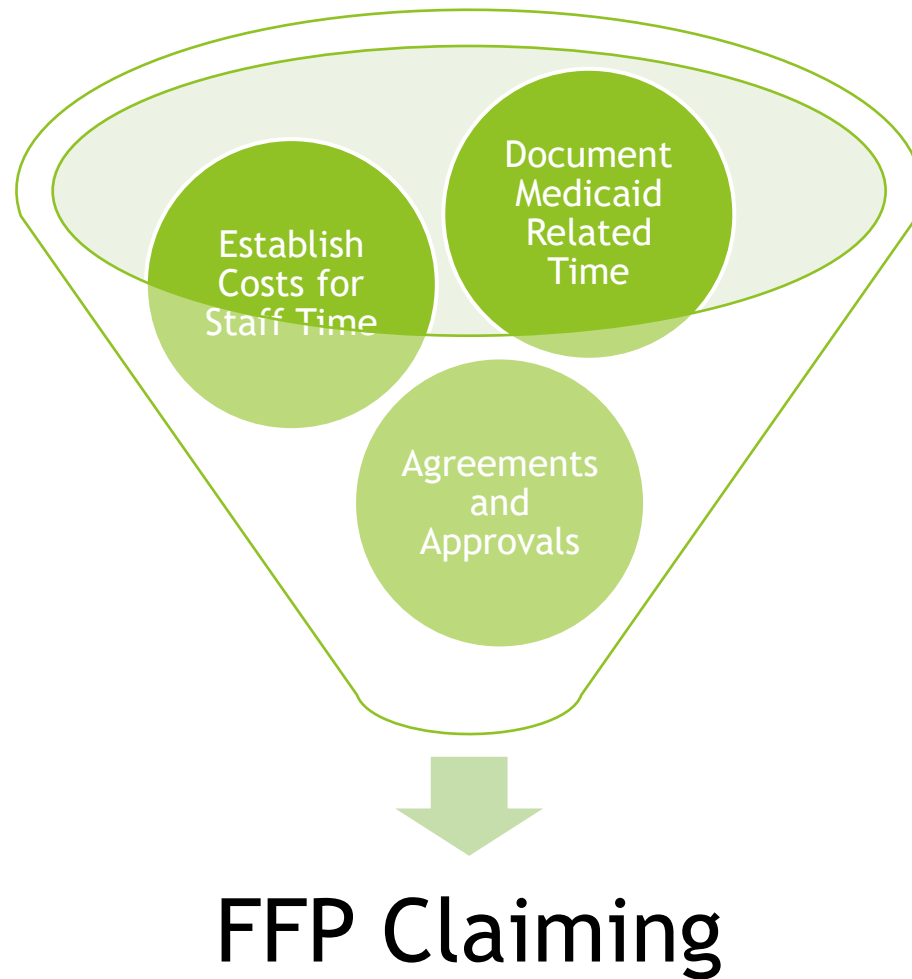 Document
Medicaid
Related
Time
Establish
Costs for
Staff Time
Agreements
and
Approvals
FFP Claiming